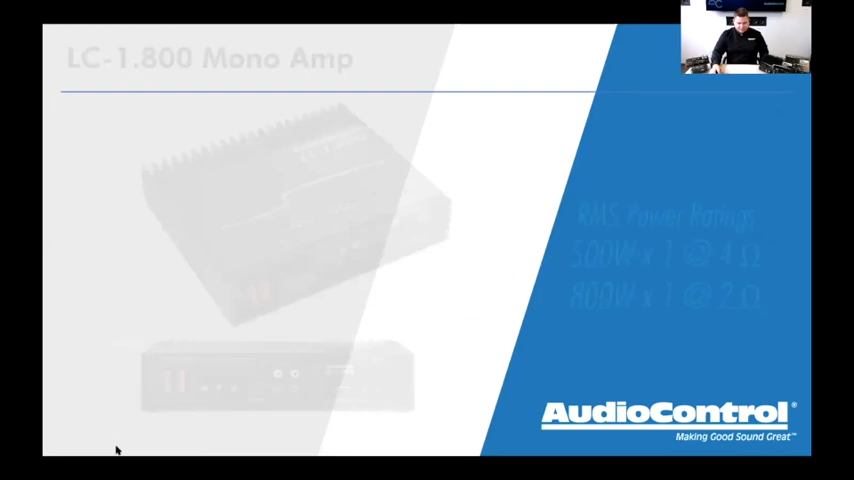 LC-1.800 Mono Amp
RMS Power Ratings
500W x 1 @ 4 Ω
800W x 1 @ 2 Ω
AudioControl®
Making Good Sound Great™